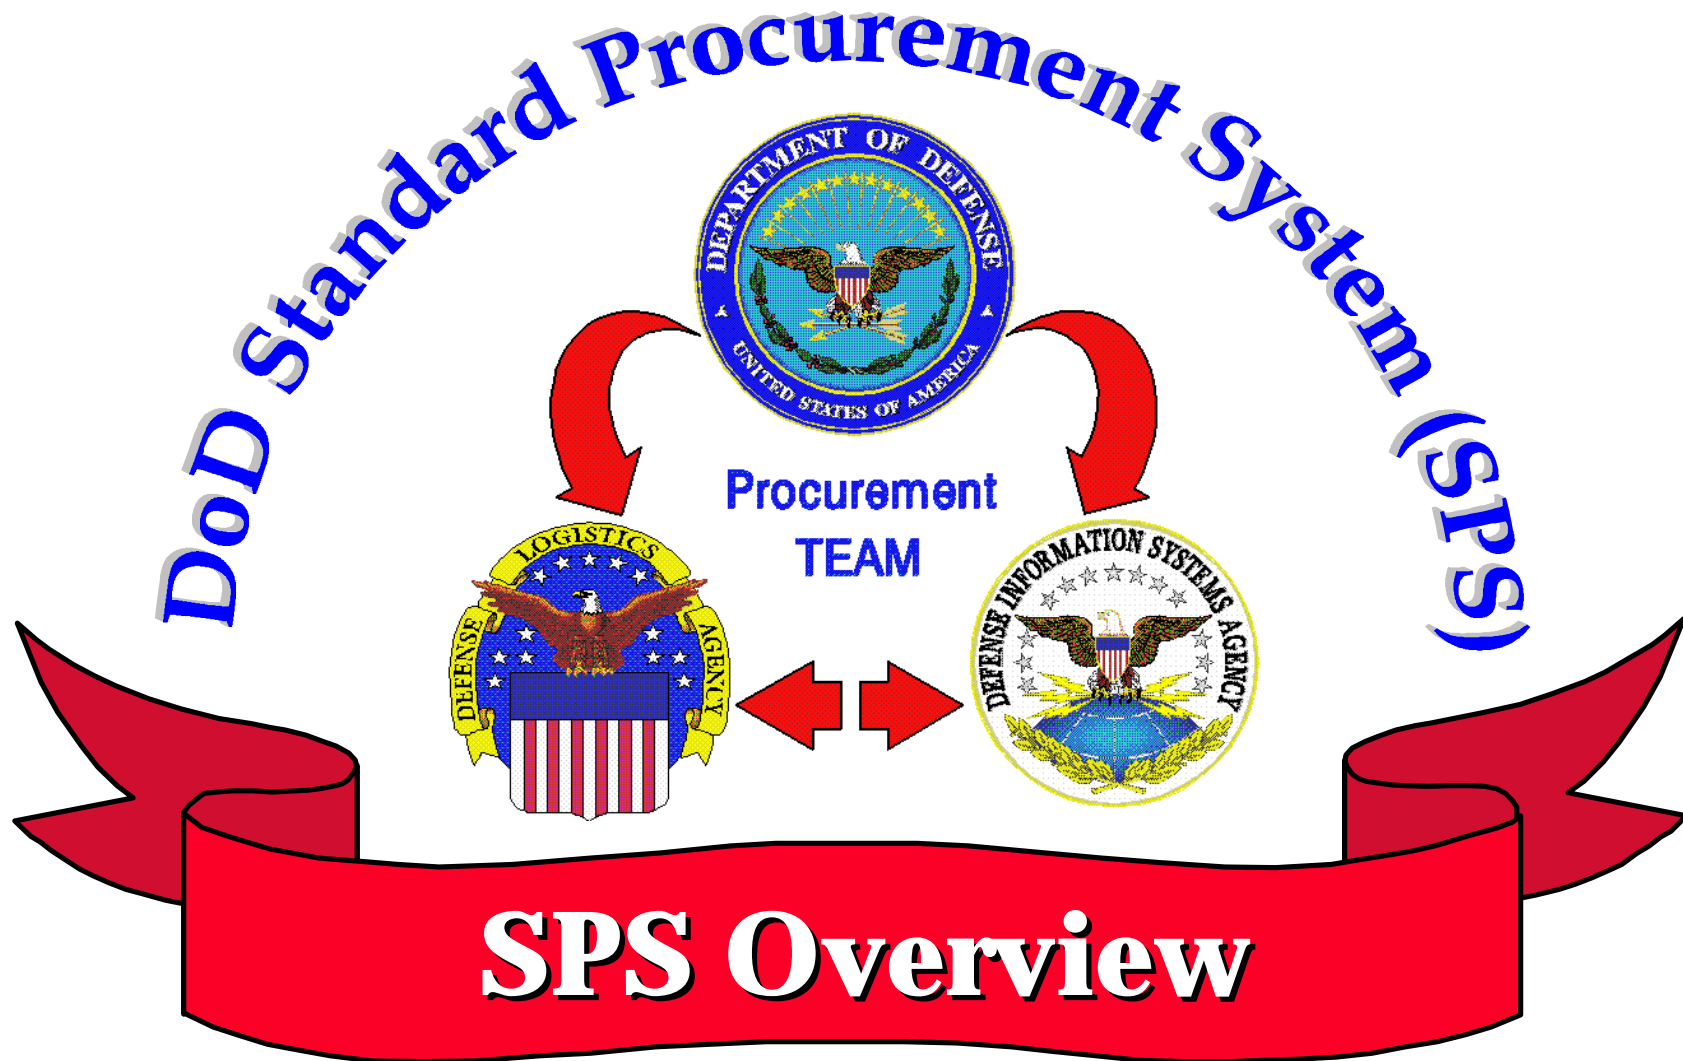 DoD Standard Procurement System (SPS)
DEPARTMENT OF DEFENSE
UNITED STATES OF AMERICA
Procurement
TEAM
DEFENSE LOGISTICS AGENCY
DEFENSE INFORMATION SYSTEMS AGENCY
SPS Overview